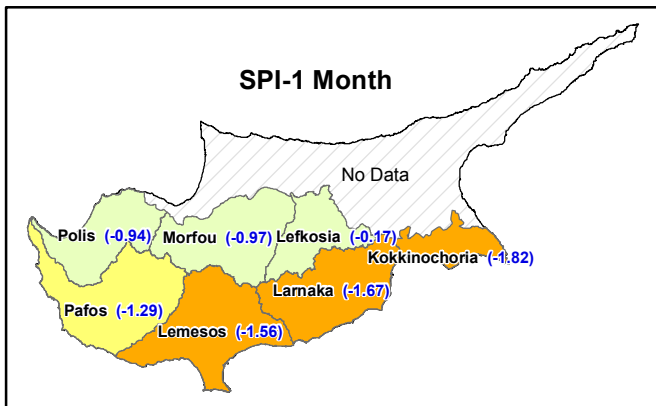 SPI-1 Month
No Data
Polis (-0.94)
Morfou (-0.97)
Lefkosia (-0.17)
Kokkinochoria (-1.82)
Larnaka (-1.67)
Pafos (-1.29)
Lemesos (-1.56)